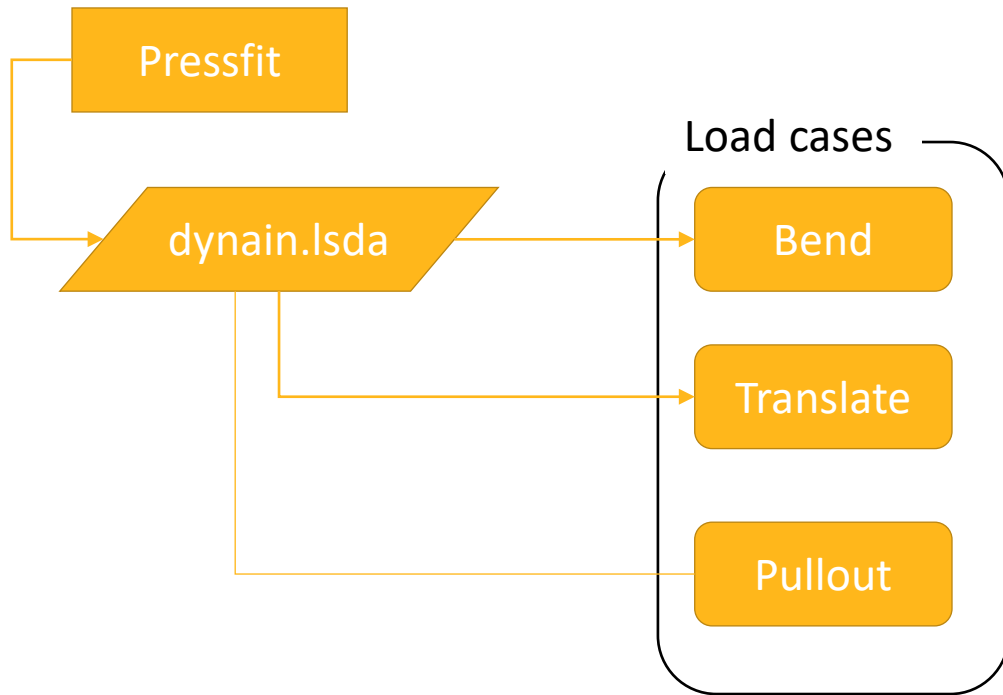 Pressfit
Load cases
dynain.lsda
Bend
Translate
Pullout